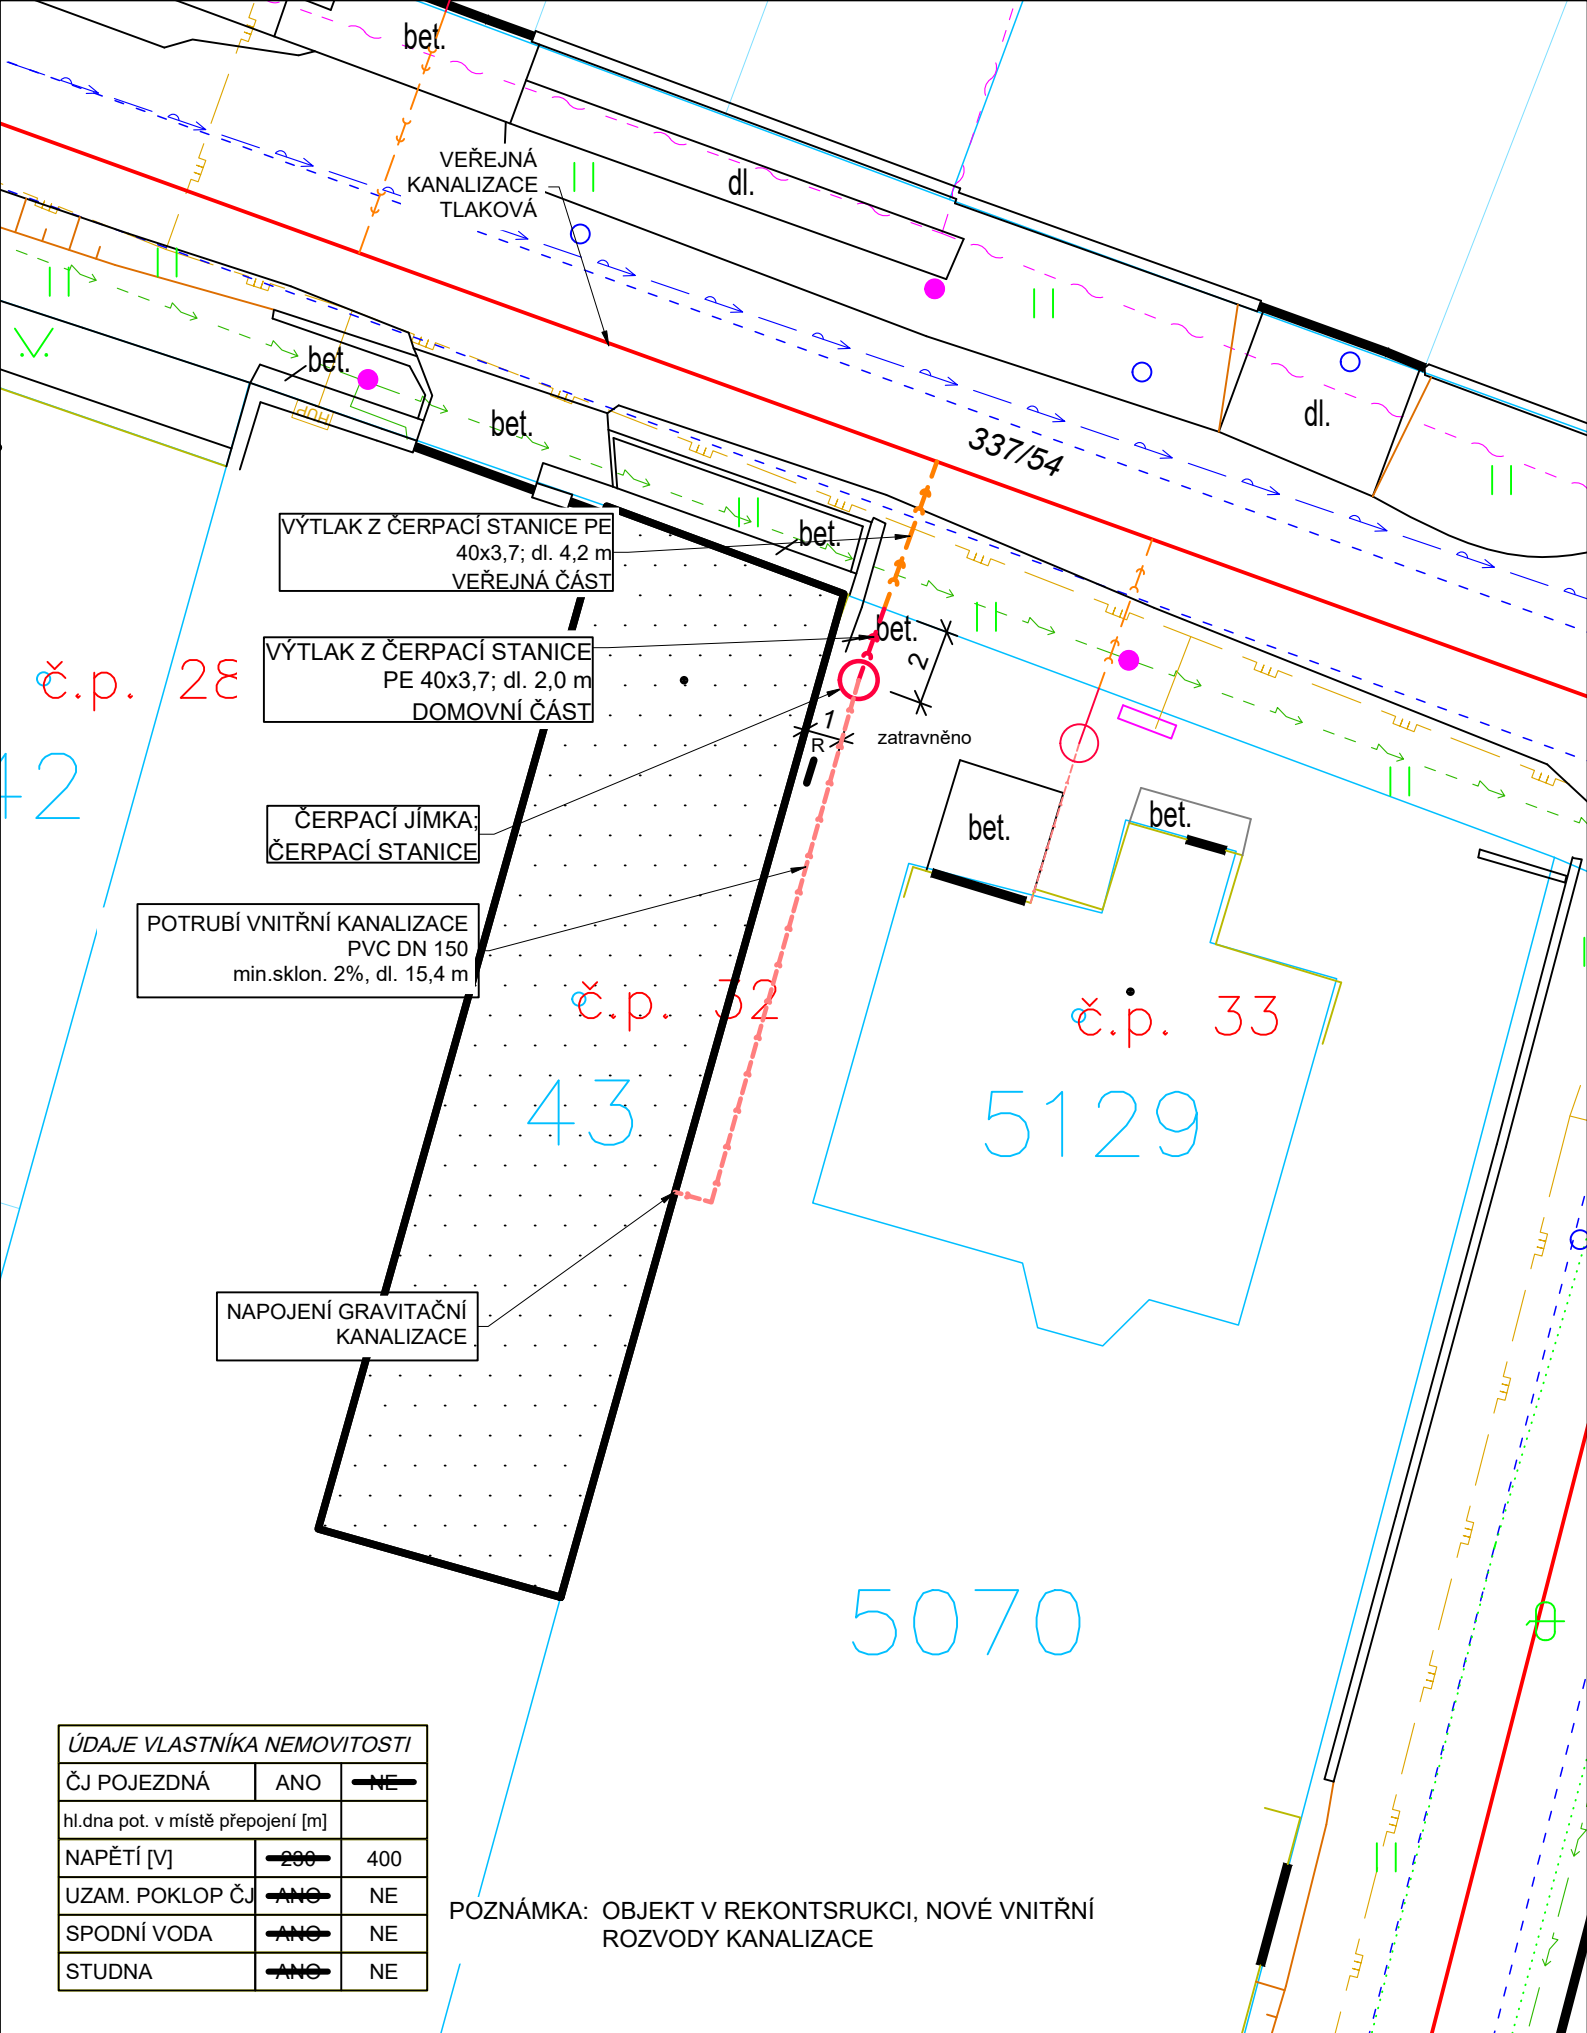 bet.
VEŘEJNÁ
KANALIZACE
TLAKOVÁ
dl.
bet.
HUP
bet.
337/54
dl.
VÝTLAK Z ČERPACÍ STANICE PE
40x3,7; dl. 4,2 m
VEŘEJNÁ ČÁST
bet.
bet.
2
VÝTLAK Z ČERPACÍ STANICE
PE 40x3,7; dl. 2,0 m
DOMOVNÍ ČÁST
č.p. 28
1
R
zatravněno
42
ČERPACÍ JÍMKA;
ČERPACÍ STANICE
bet.
bet.
POTRUBÍ VNITŘNÍ KANALIZACE
PVC DN 150
min.sklon. 2%, dl. 15,4 m
č.p. 32
č.p. 33
43
5129
NAPOJENÍ GRAVITAČNÍ
KANALIZACE
5070
ÚDAJE VLASTNÍKA NEMOVITOSTI
ČJ POJEZDNÁ ANO NE
hl.dna pot. v místě přepojení [m]
NAPĚTÍ [V] 230 400
UZAM. POKLOP ČJ ANO NE
SPODNÍ VODA ANO NE
STUDNA ANO NE
POZNÁMKA: OBJEKT V REKONTSRUKCI, NOVÉ VNITŘNÍ
ROZVODY KANALIZACE